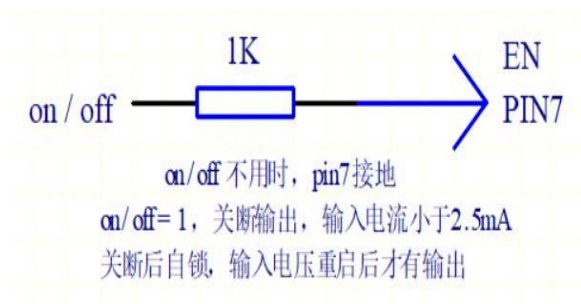 1K
EN
on / off
PIN7
on/off 不用时，pin7接地
on/off= 1，关断输出，输入电流小于2.5mA
关断后自锁，输入电压重启后才有输出